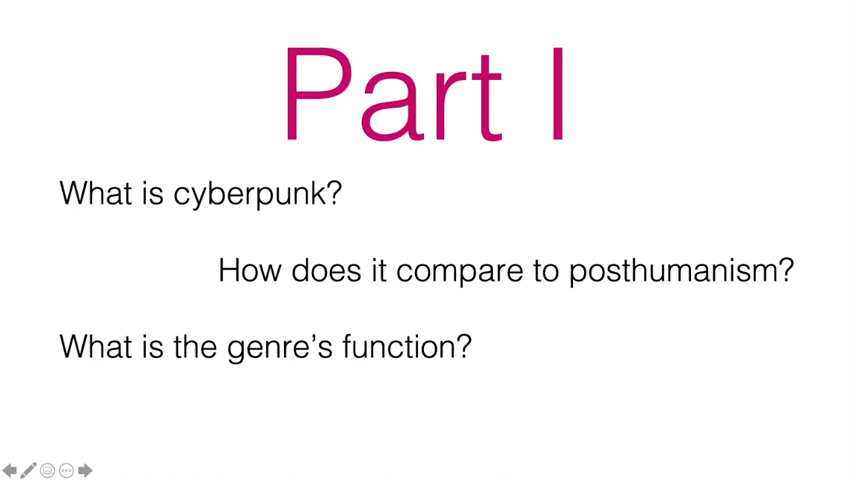 Part I
What is cyberpunk?
How does it compare to posthumanism?
What is the genre's function?